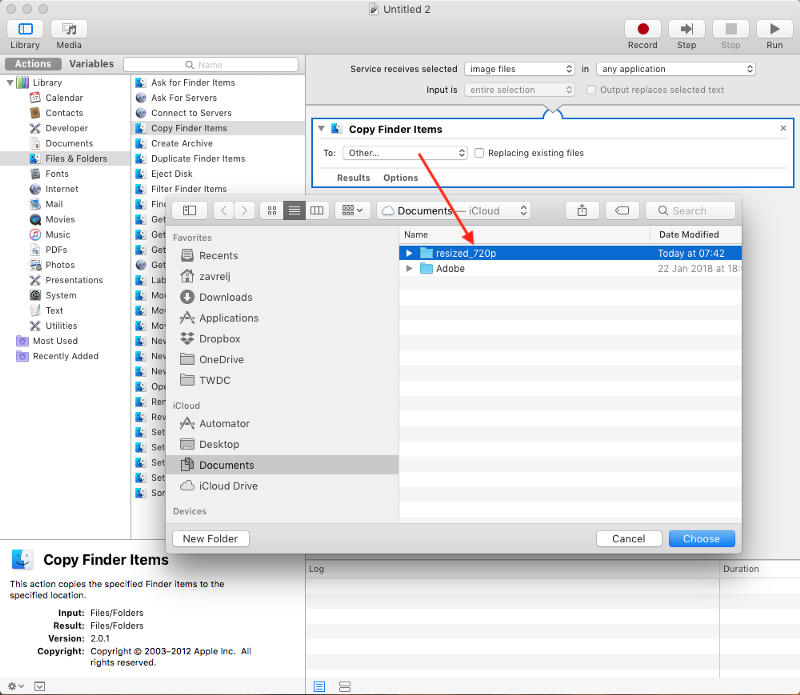 Untitled 2
Library
Media
Record
Step
Stop
Run
Actions
Variables
Name
Library
Calendar
Contacts
Developer
Documents
Files & Folders
Fonts
Internet
Mail
Movies
Music
PDFs
Photos
Presentations
System
Text
Utilities
Most Used
Recently Added
Ask for Finder Items
Ask For Servers
Connect to Servers
Copy Finder Items
Create Archive
Duplicate Finder Items
Eject Disk
Filter Finder Items
Find
Get
Get
Get
Get
Lab
Mou
Mov
Mov
New
New
New
Ope
Ren
Rev
Set
Set
Set
Set
Sor
Service receives selected image files in any application
Input is entire selection Output replaces selected text
Copy Finder Items
To: Other... Replacing existing files
Results Options
Documents — iCloud
Search
Favorites
Recents
zavrelj
Downloads
Applications
Dropbox
OneDrive
TWDC
iCloud
Automator
Desktop
Documents
iCloud Drive
Devices
Name Date Modified
resized_720p Today at 07:42
Adobe 22 Jan 2018 at 18:
New Folder
Cancel
Choose
Copy Finder Items
This action copies the specified Finder items to the
specified location.
Input: Files/Folders
Result: Files/Folders
Version: 2.0.1
Copyright: Copyright © 2003–2012 Apple Inc. All
rights reserved.
Log Duration